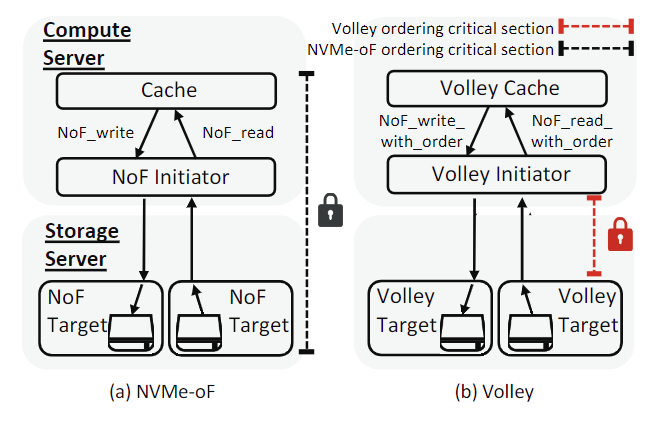 Compute
Server
Cache
NoF_write
NoF_read
NoF Initiator
Storage
Server
NoF
Target
NoF
Target
(a) NVMe-oF
Volley ordering critical section
NVMe-oF ordering critical section
Volley Cache
NoF_write_
with_order
NoF_read_
with_order
Volley Initiator
Volley
Target
Volley
Target
(b) Volley